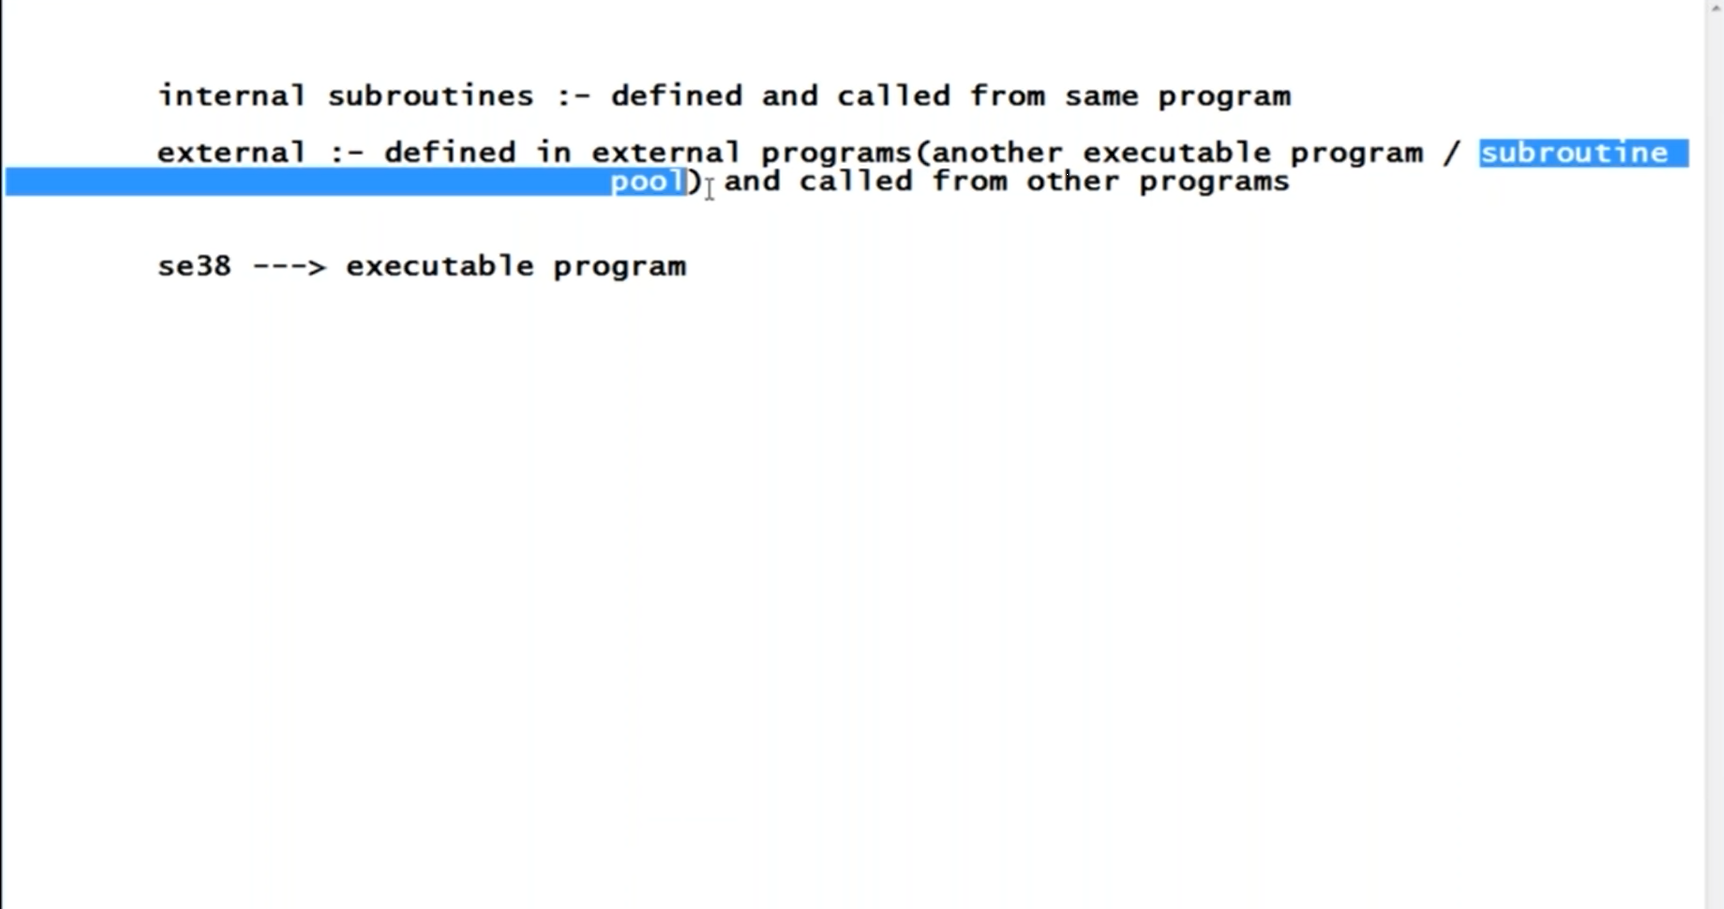 internal subroutines :- defined and called from same program
external :- defined in external programs(another executable program / subroutine
pool) and called from other programs
se38 ---> executable program